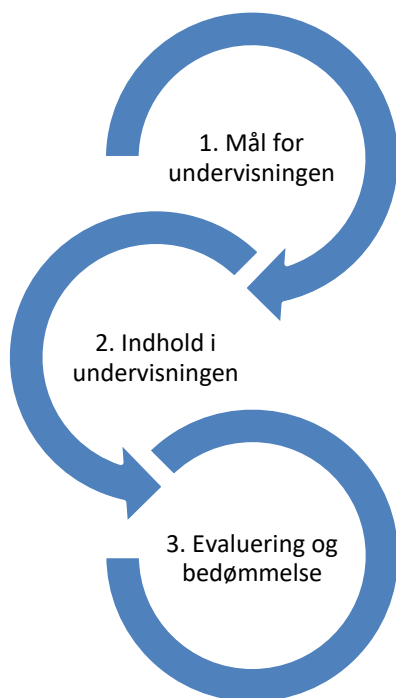 1. Mål for
undervisningen
2. Indhold i
undervisningen
3. Evaluering og
bedømmelse